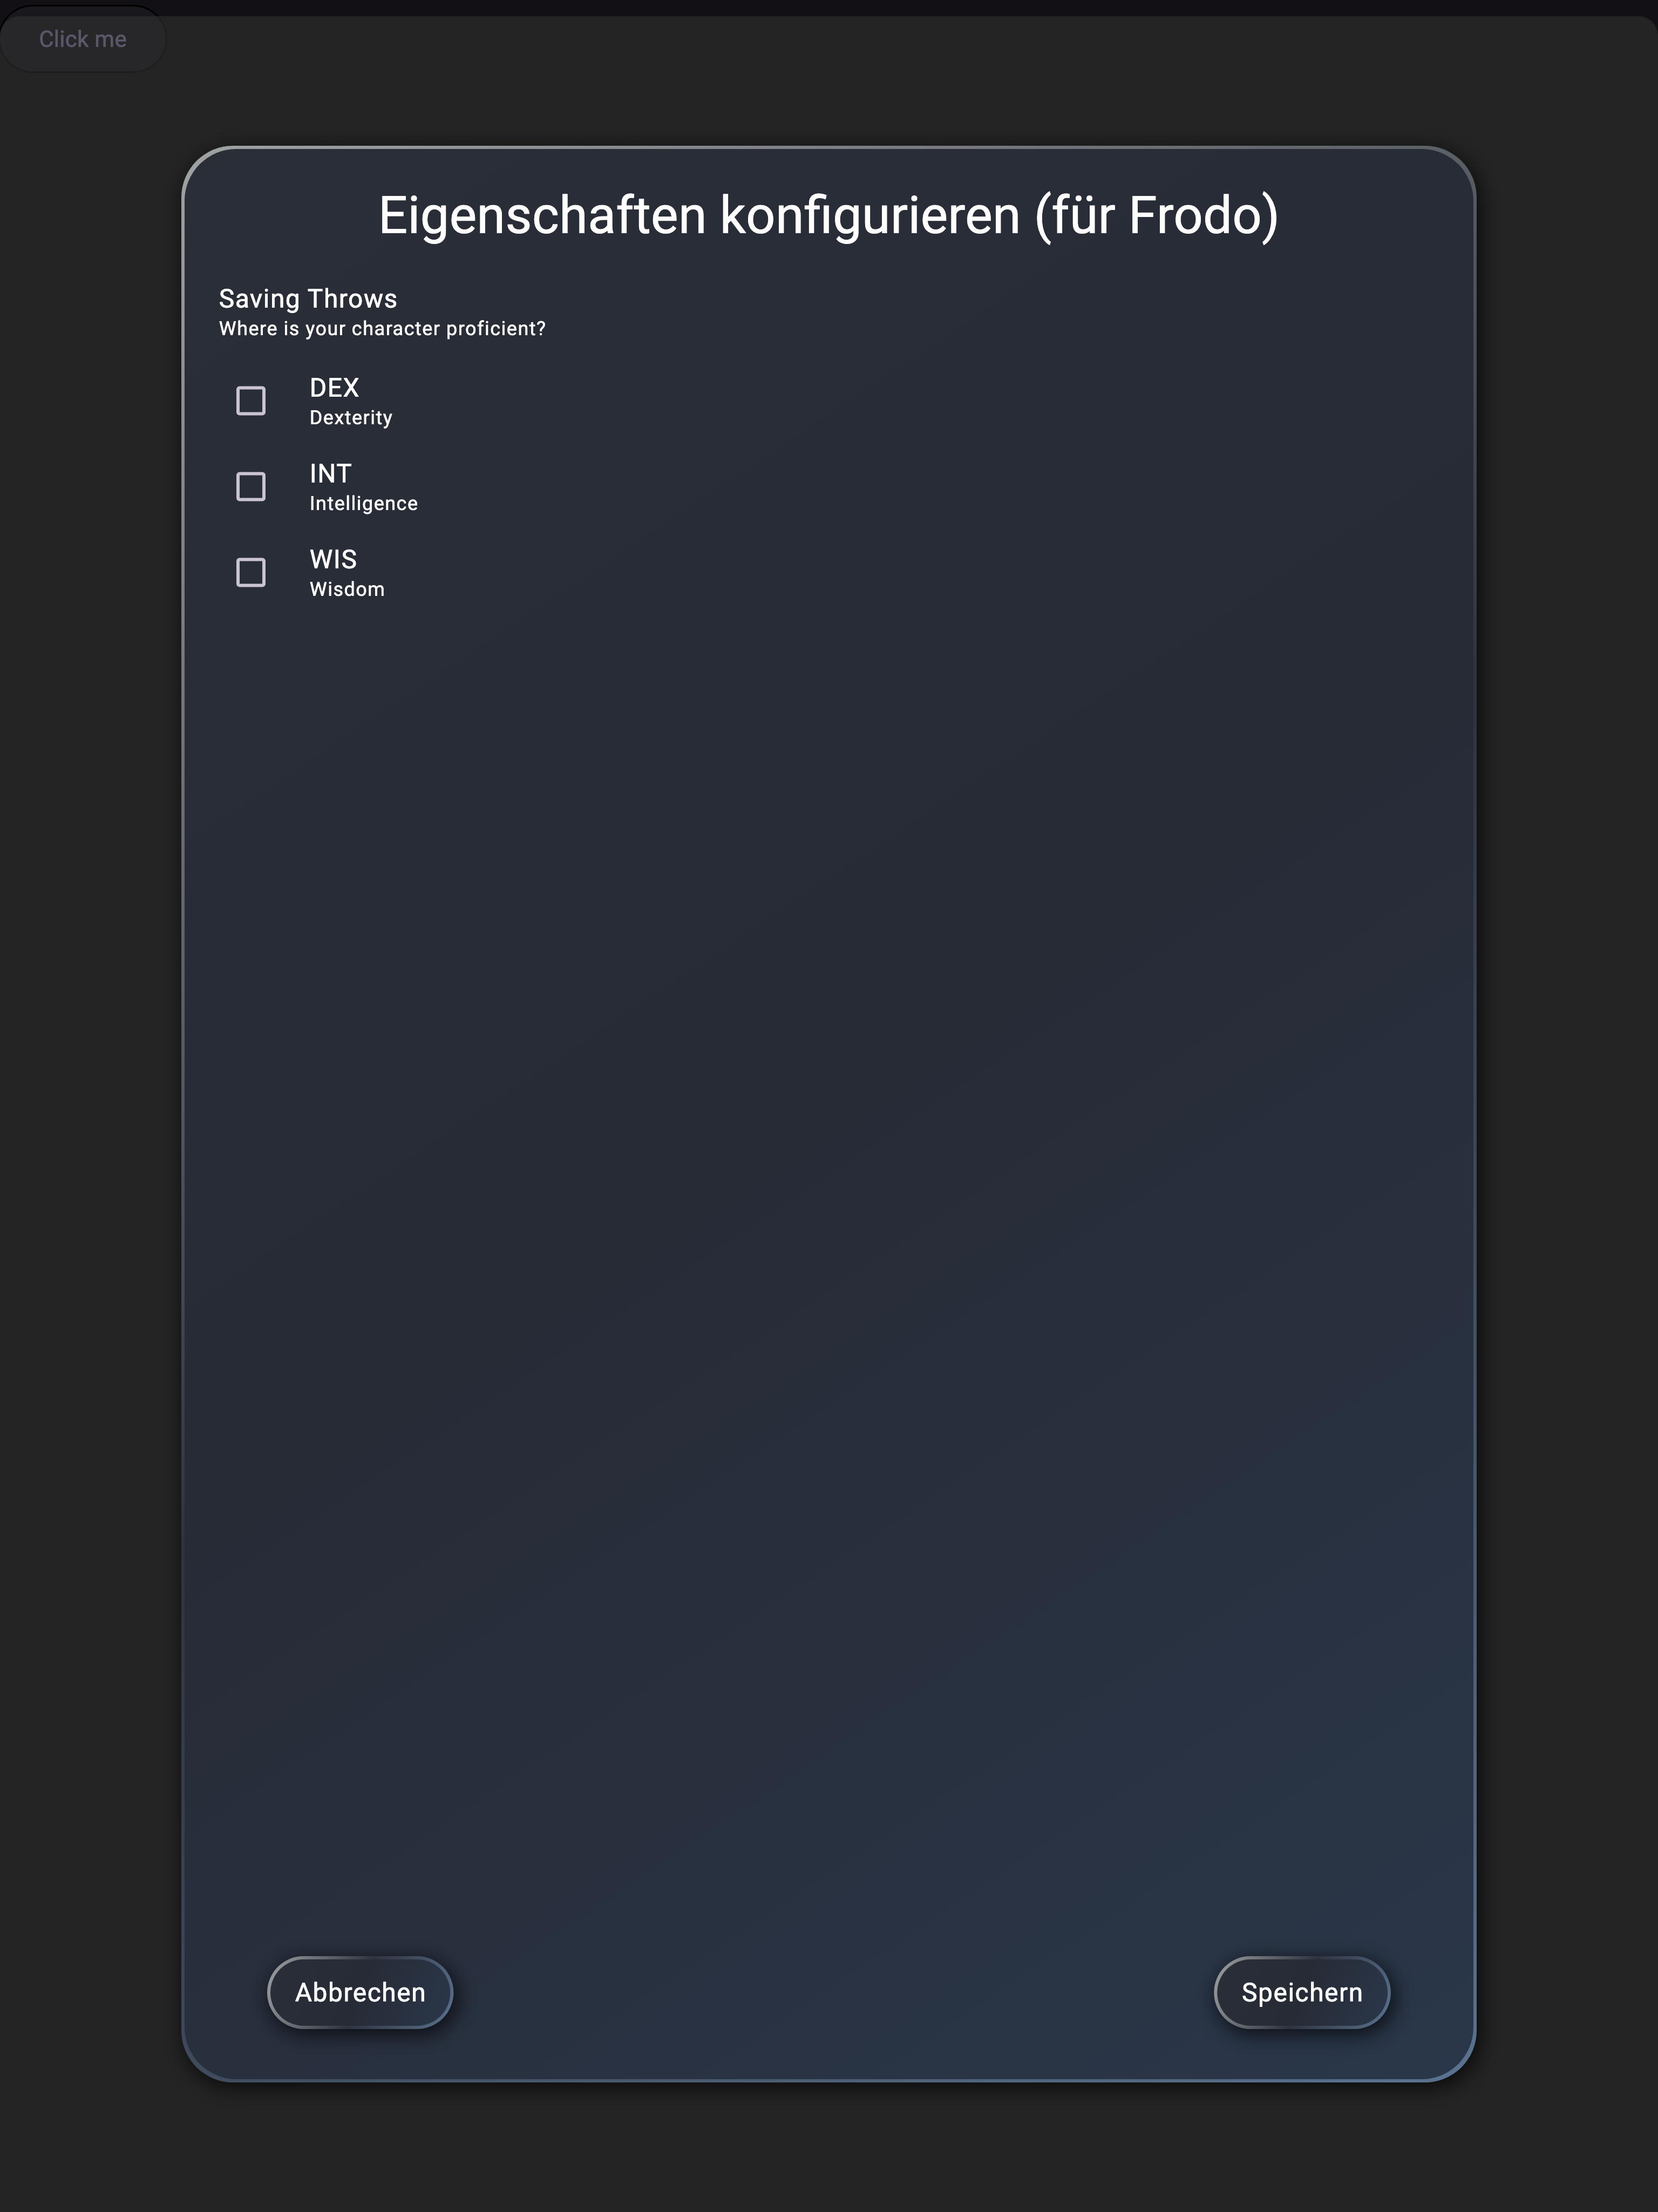 Click me
Eigenschaften konfigurieren (für Frodo)
Saving Throws
Where is your character proficient?
DEX
Dexterity
INT
Intelligence
WIS
Wisdom
Abbrechen
Speichern